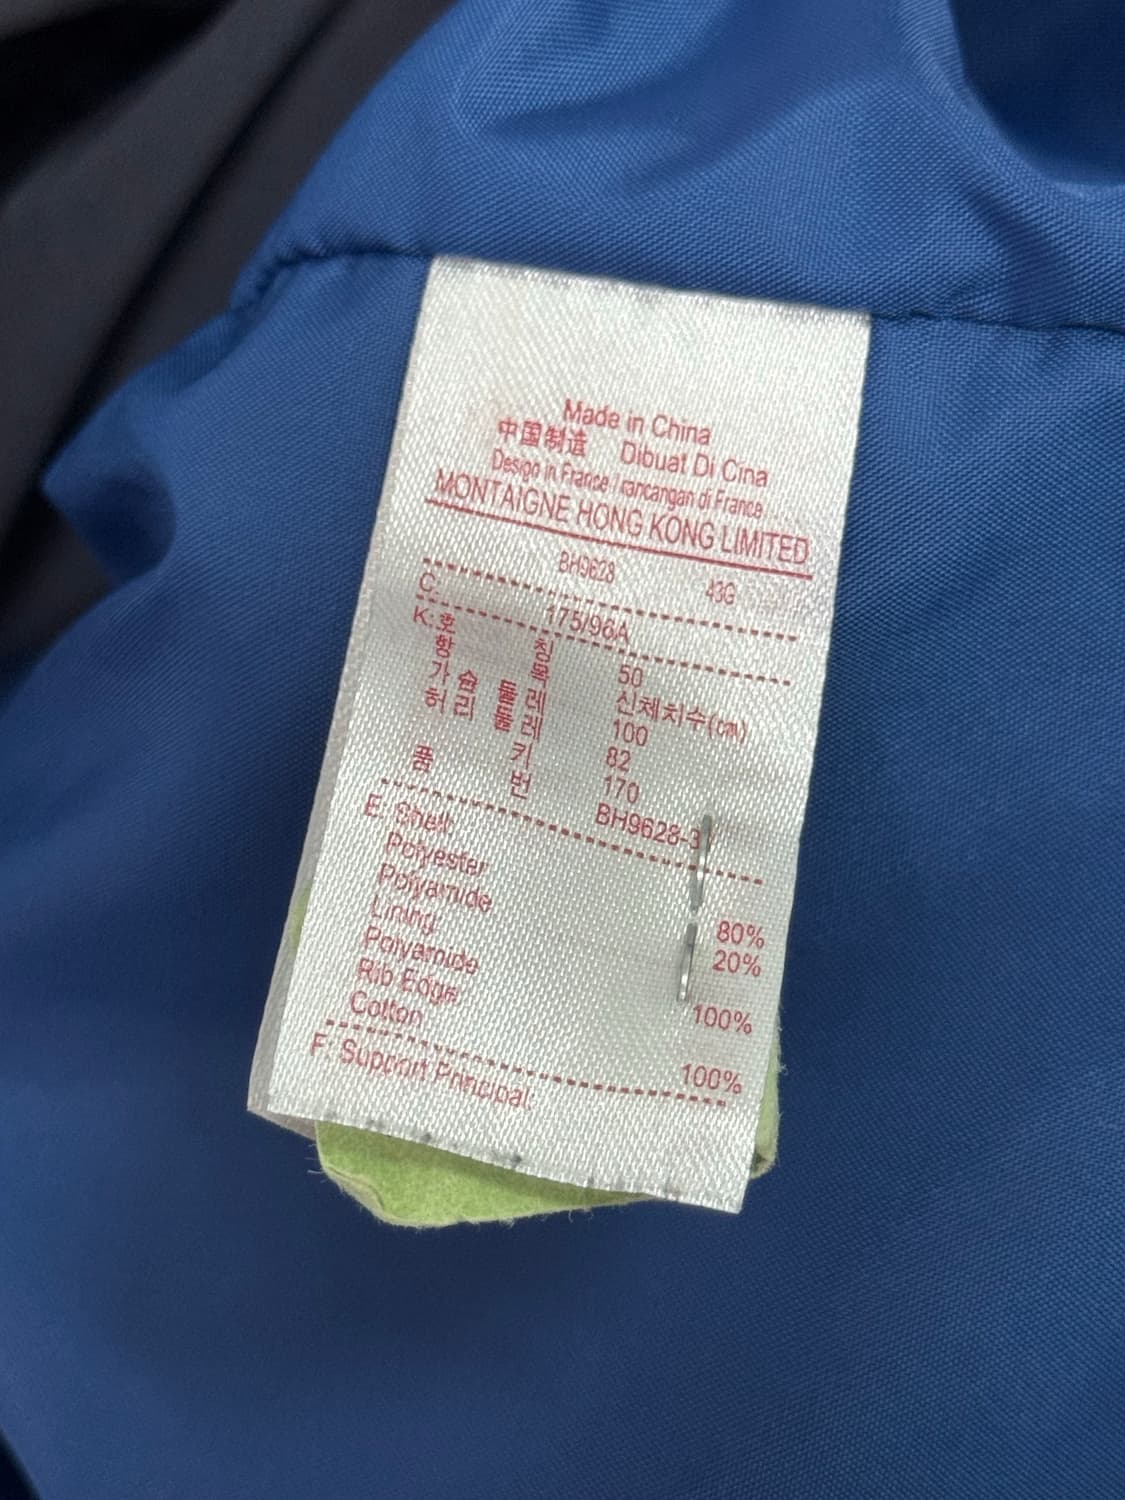 Made in China
中国制造 Dibuat Di Cina
Design in France / rancangan di France
MONTAIGNE HONG KONG LIMITED
BH9628 43G
C: 175/96A
K: 호 칭 50
항 목 신체치수(cm)
가슴 둘레 100
허리 둘레 82
키 170
품 번 BH9628-3
E: Shell:
Polyester 80%
Polyamide 20%
Lining:
Polyamide 100%
Rib Edge:
Cotton 100%
F: Support Principal: